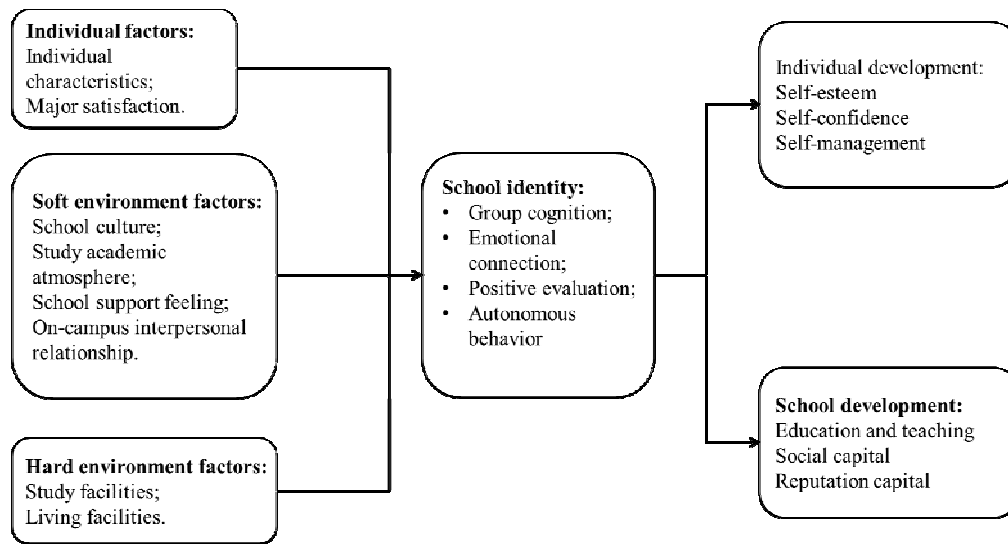 Individual factors:
Individual
characteristics;
Major satisfaction.
Soft environment factors:
School culture;
Study academic
atmosphere;
School support feeling;
On-campus interpersonal
relationship.
Hard environment factors:
Study facilities;
Living facilities.
School identity:
• Group cognition;
• Emotional
connection;
• Positive evaluation;
• Autonomous
behavior
Individual development:
Self-esteem
Self-confidence
Self-management
School development:
Education and teaching
Social capital
Reputation capital